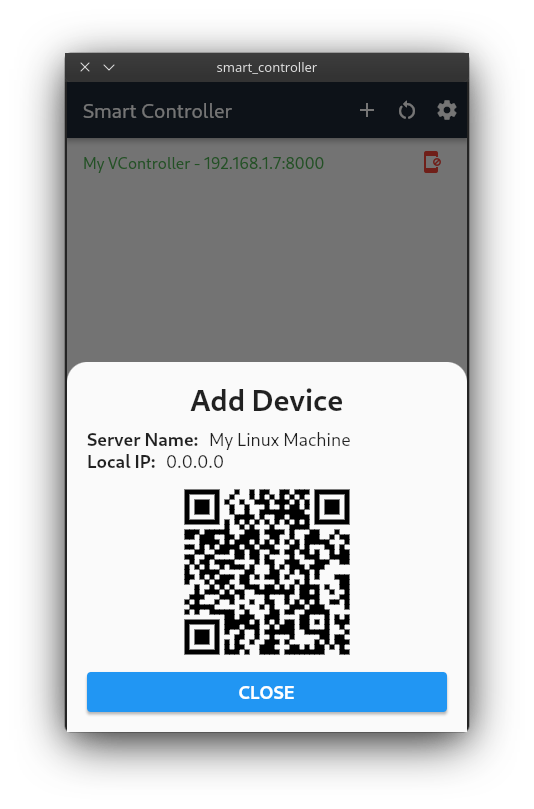 smart_controller
Smart Controller
My VController - 192.168.1.7:8000
Add Device
Server Name: My Linux Machine
Local IP: 0.0.0.0
CLOSE